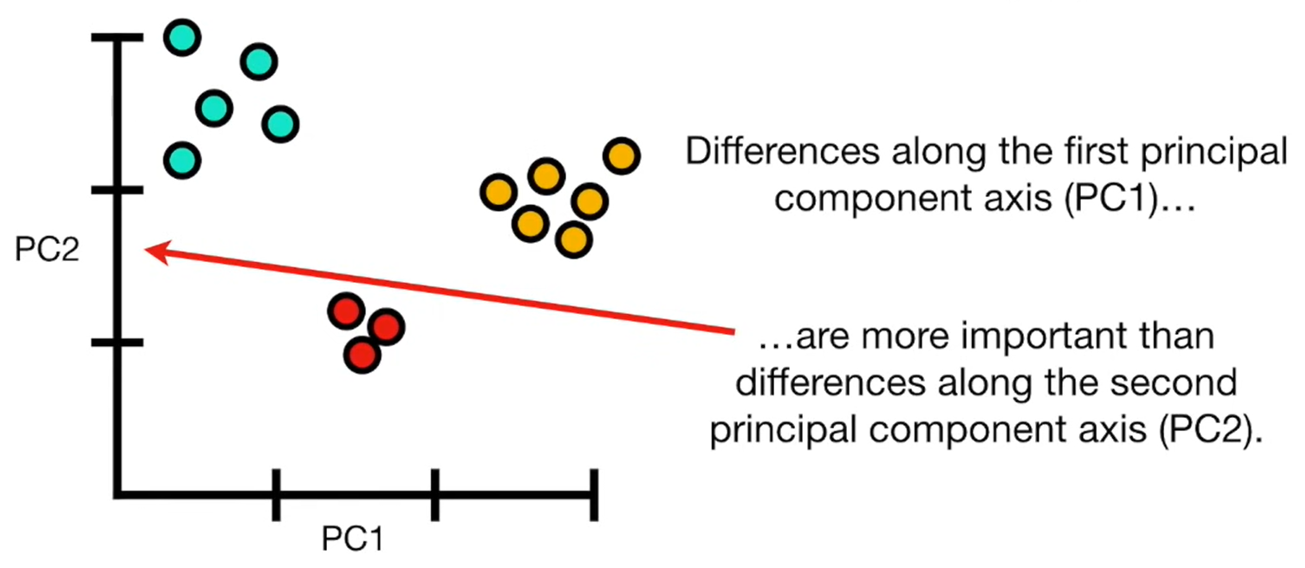 Differences along the first principal
component axis (PC1)…
PC2
…are more important than
differences along the second
principal component axis (PC2).
PC1